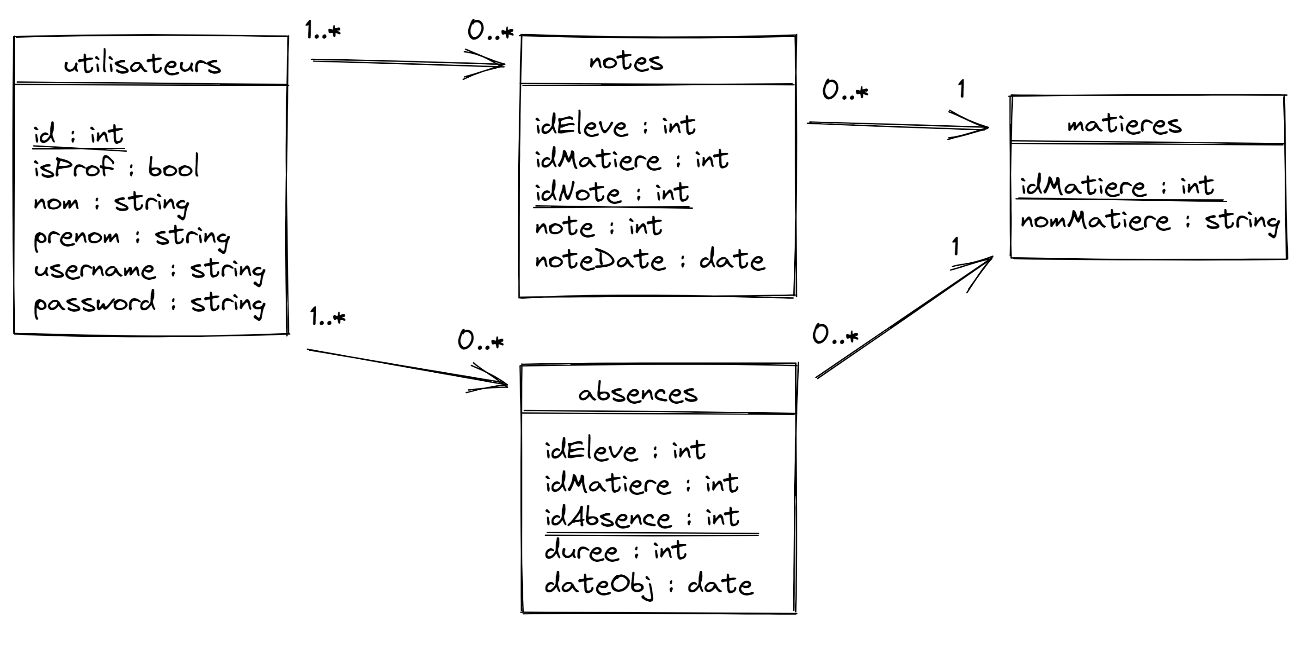 utilisateurs
id : int
isProf : bool
nom : string
prenom : string
username : string
password : string
1..*
0..*
notes
idEleve : int
idMatiere : int
idNote : int
note : int
noteDate : date
0..*
1
matieres
idMatiere : int
nomMatiere : string
1..*
0..*
absences
idEleve : int
idMatiere : int
idAbsence : int
duree : int
dateObj : date
0..*
1